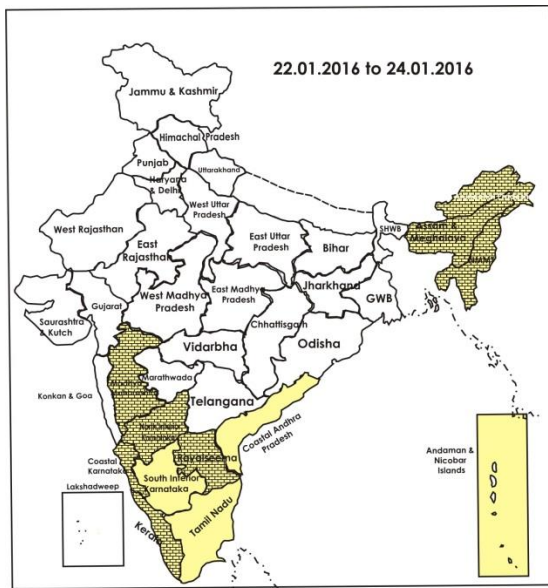 22.01.2016 to 24.01.2016
Jammu & Kashmir
Himachal Pradesh
Punjab
Uttarakhand
Haryana
& Delhi
West Uttar
Pradesh
West Rajasthan
East
Rajasthan
East Uttar
Pradesh
Bihar
SHWB
Assam &
Meghalaya
NMMT
Saurashtra
& Kutch
Gujarat
West Madhya
Pradesh
East Madhya
Pradesh
Jharkhand
GWB
Chhattisgarh
Odisha
Vidarbha
Marathwada
Konkan & Goa
Telangana
Coastal Andhra
Pradesh
Rayalseema
Coastal
Karnataka
South Interior
Karnataka
Lakshadweep
Kerala
Tamil Nadu
Andaman &
Nicobar
Islands